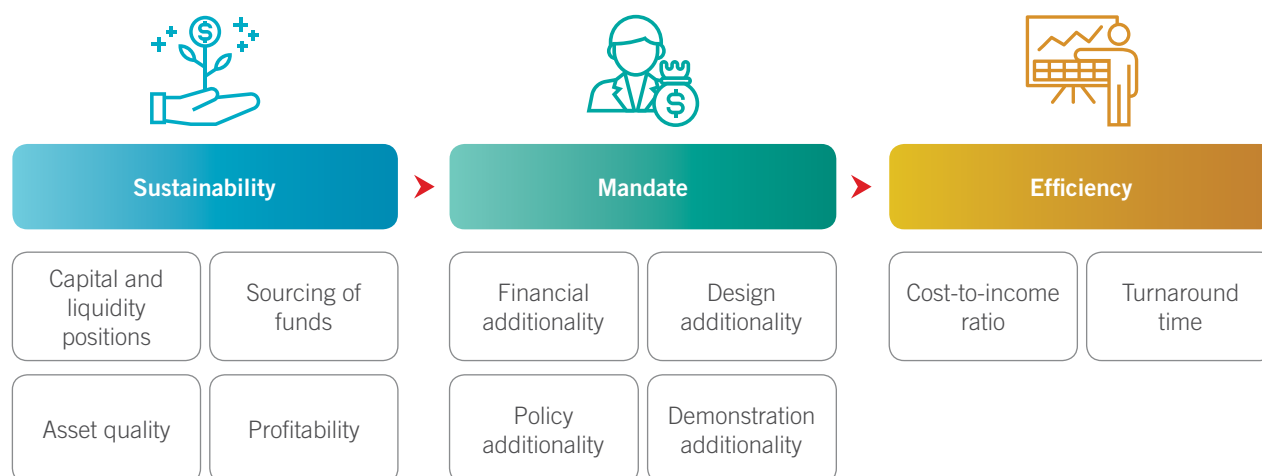 Sustainability
Mandate
Efficiency
Capital and
liquidity
positions
Sourcing of
funds
Financial
additionality
Design
additionality
Cost-to-income
ratio
Turnaround
time
Asset quality
Profitability
Policy
additionality
Demonstration
additionality